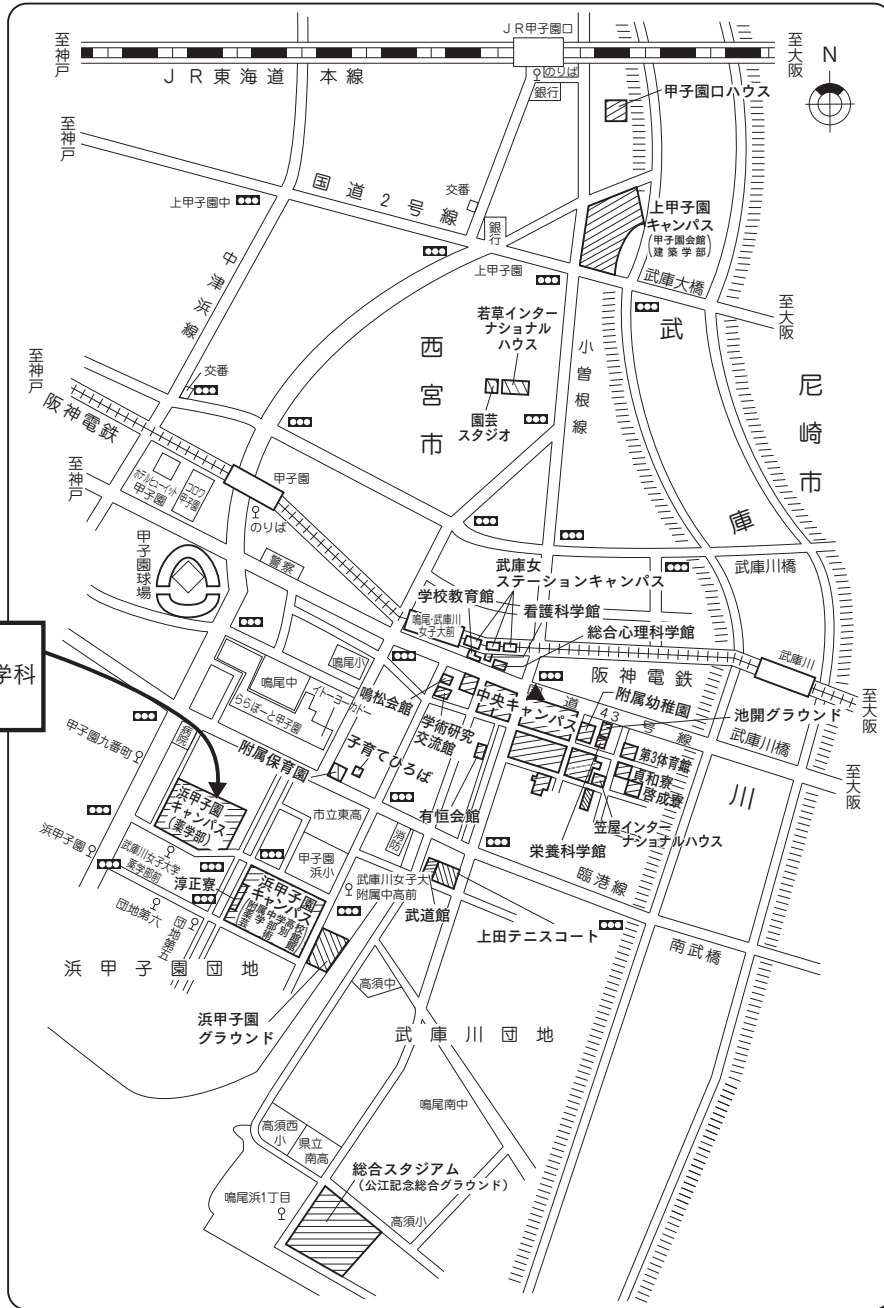 JR甲子園口
至神戸
至大阪
N
JR東海道本線
のりば
銀行
甲子園口ハウス
国道2号線
交番
上甲子園中
銀行
上甲子園
キャンパス
(甲子園会館
建築学部)
上甲子園
武庫大橋
至神戸
中津浜線
至大阪
若草インター
ナショナル
ハウス
西宮市
小曽根線
武庫川
尼崎市
至神戸
交番
園芸
スタジオ
阪神電鉄
至神戸
ホテルヒューイット
甲子園
コロワ
甲子園
甲子園
のりば
甲子園球場
警察
武庫女
ステーションキャンパス
武庫川橋
学校教育館
看護科学館
鳴尾・武庫川
女子大前
総合心理科学館
武庫川
学科
鳴尾小
阪神電鉄
鳴尾中
イトーヨーカドー
ららぽーと甲子園
鳴松会館
中央キャンパス
国道43号線
附属幼稚園
池開グラウンド
至大阪
学術研究
交流館
武庫川橋
病院
甲子園九番町
附属保育園
子育てひろば
第3体育館
貞和寮
啓成寮
至大阪
浜甲子園
キャンパス
(薬学部)
市立東高
有恒会館
笠屋インター
ナショナルハウス
栄養科学館
浜甲子園
武庫川女子大学
薬学部前
甲子園
浜小
消防
臨港線
淳正寮
浜甲子園
キャンパス
武庫川女子大
附属中高前
武道館
団地第六
団地第五
上田テニスコート
南武橋
浜甲子園団地
高須中
浜甲子園
グラウンド
武庫川団地
鳴尾南中
高須西
小
県立
南高
総合スタジアム
(公江記念総合グラウンド)
鳴尾浜1丁目
高須小